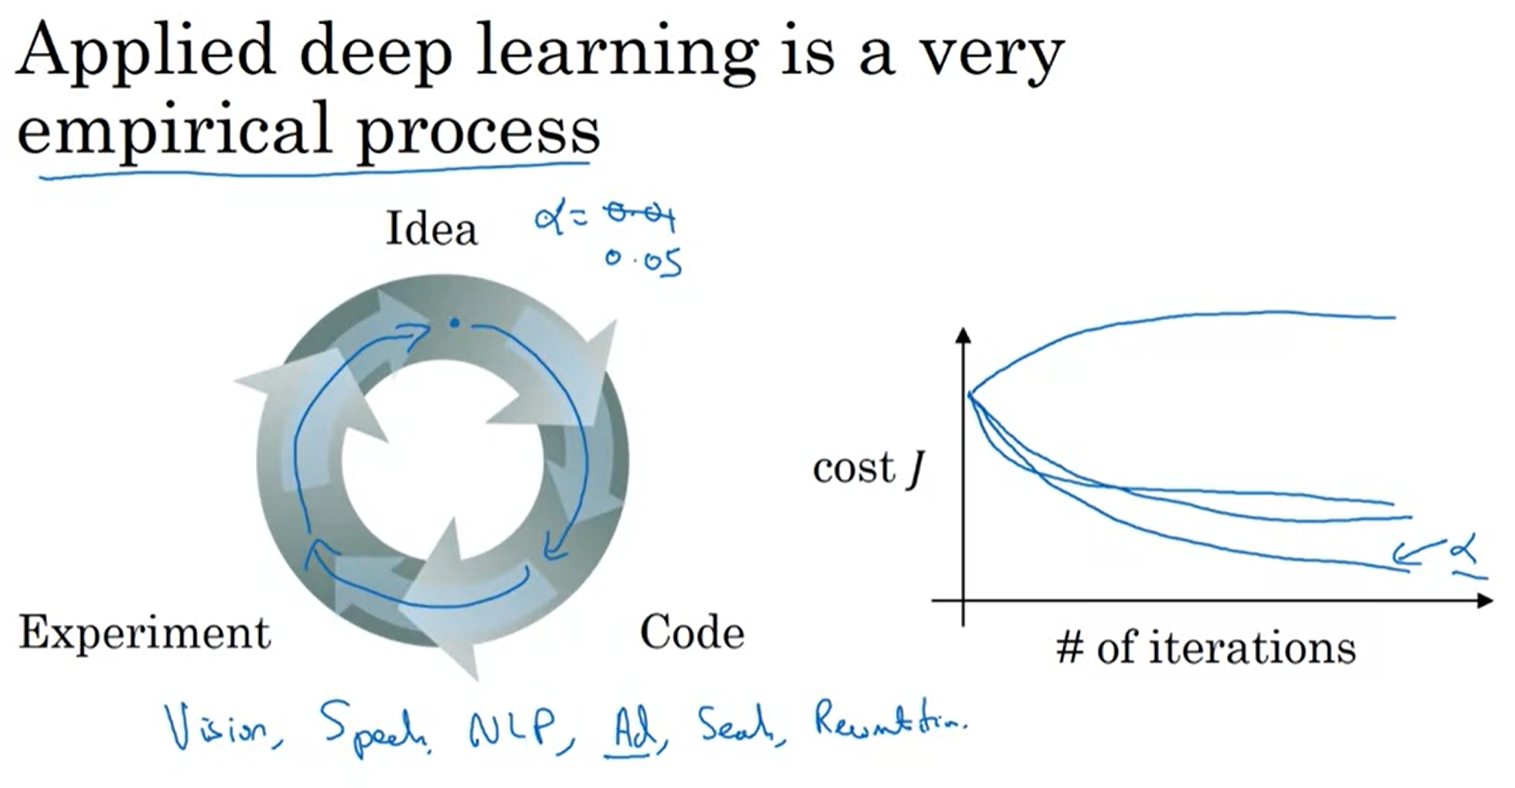 Applied deep learning is a very
empirical process
Idea
α = 0.01
0.05
cost J
α
Experiment
Code
# of iterations
Vision, Speech, NLP, Ad, Search,